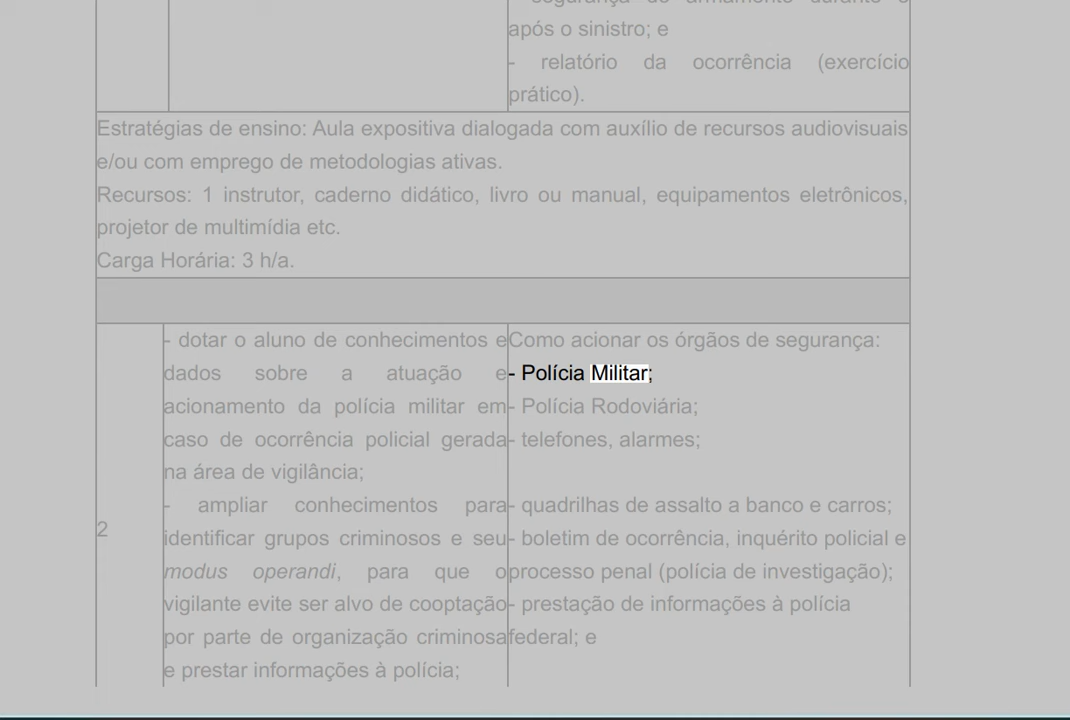 segurança do armamento durante e
após o sinistro; e
- relatório da ocorrência (exercício
prático).
Estratégias de ensino: Aula expositiva dialogada com auxílio de recursos audiovisuais
e/ou com emprego de metodologias ativas.
Recursos: 1 instrutor, caderno didático, livro ou manual, equipamentos eletrônicos,
projetor de multimídia etc.
Carga Horária: 3 h/a.
2
- dotar o aluno de conhecimentos e
dados sobre a atuação e
acionamento da polícia militar em
caso de ocorrência policial gerada
na área de vigilância;
- ampliar conhecimentos para
identificar grupos criminosos e seu
modus operandi, para que o
vigilante evite ser alvo de cooptação
por parte de organização criminosa
e prestar informações à polícia;
Como acionar os órgãos de segurança:
- Polícia Militar;
- Polícia Rodoviária;
- telefones, alarmes;
- quadrilhas de assalto a banco e carros;
- boletim de ocorrência, inquérito policial e
processo penal (polícia de investigação);
- prestação de informações à polícia
federal; e